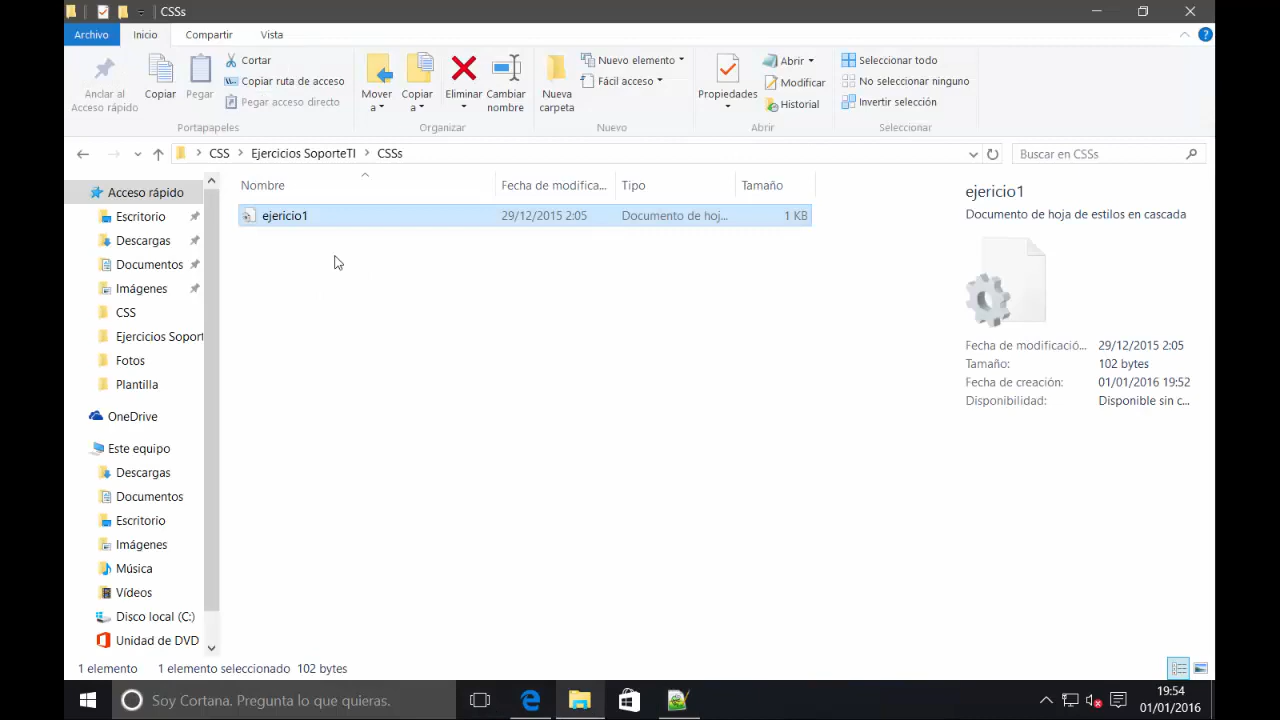 CSSs
Archivo Inicio Compartir Vista
Anclar al Acceso rápido
Copiar
Pegar
Cortar
Copiar ruta de acceso
Pegar acceso directo
Portapapeles
Mover a
Copiar a
Eliminar
Cambiar nombre
Organizar
Nueva carpeta
Nuevo elemento
Fácil acceso
Nuevo
Propiedades
Abrir
Modificar
Historial
Abrir
Seleccionar todo
No seleccionar ninguno
Invertir selección
Seleccionar
CSS > Ejercicios SoporteTI > CSSs
Buscar en CSSs
Acceso rápido
Escritorio
Descargas
Documentos
Imágenes
CSS
Ejercicios Soport
Fotos
Plantilla
OneDrive
Este equipo
Descargas
Documentos
Escritorio
Imágenes
Música
Vídeos
Disco local (C:)
Unidad de DVD
Nombre Fecha de modifica... Tipo Tamaño
ejericio1 29/12/2015 2:05 Documento de hoj... 1 KB
ejericio1
Documento de hoja de estilos en cascada
Fecha de modificació... 29/12/2015 2:05
Tamaño: 102 bytes
Fecha de creación: 01/01/2016 19:52
Disponibilidad: Disponible sin c...
1 elemento 1 elemento seleccionado 102 bytes
Soy Cortana. Pregunta lo que quieras.
19:54
01/01/2016